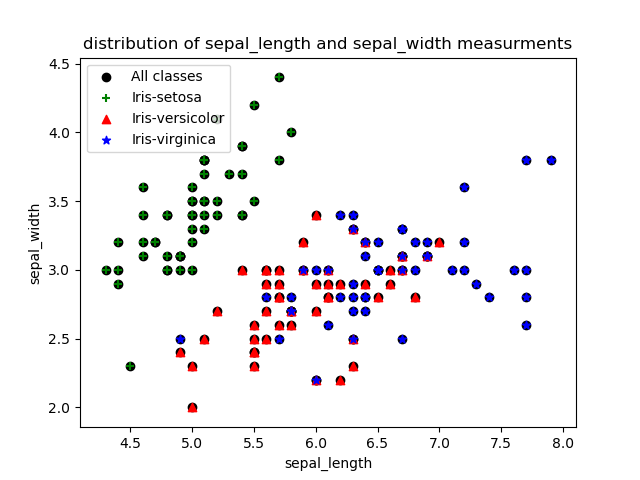 distribution of sepal_length and sepal_width measurments
All classes
Iris-setosa
Iris-versicolor
Iris-virginica
4.5
4.0
3.5
3.0
2.5
2.0
sepal_width
4.5 5.0 5.5 6.0 6.5 7.0 7.5 8.0
sepal_length